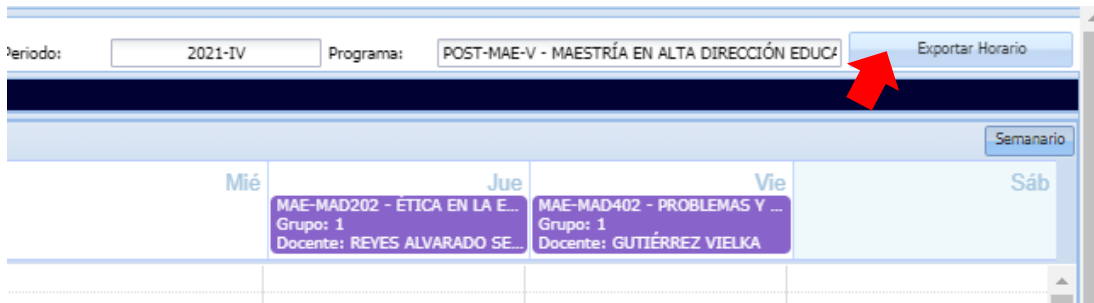 Periodo: 2021-IV Programa: POST-MAE-V - MAESTRÍA EN ALTA DIRECCIÓN EDUCA Exportar Horario
Semanario
Mié Jue Vie Sáb
MAE-MAD202 - ÉTICA EN LA E...
Grupo: 1
Docente: REYES ALVARADO SE...
MAE-MAD402 - PROBLEMAS Y ...
Grupo: 1
Docente: GUTIÉRREZ VIELKA